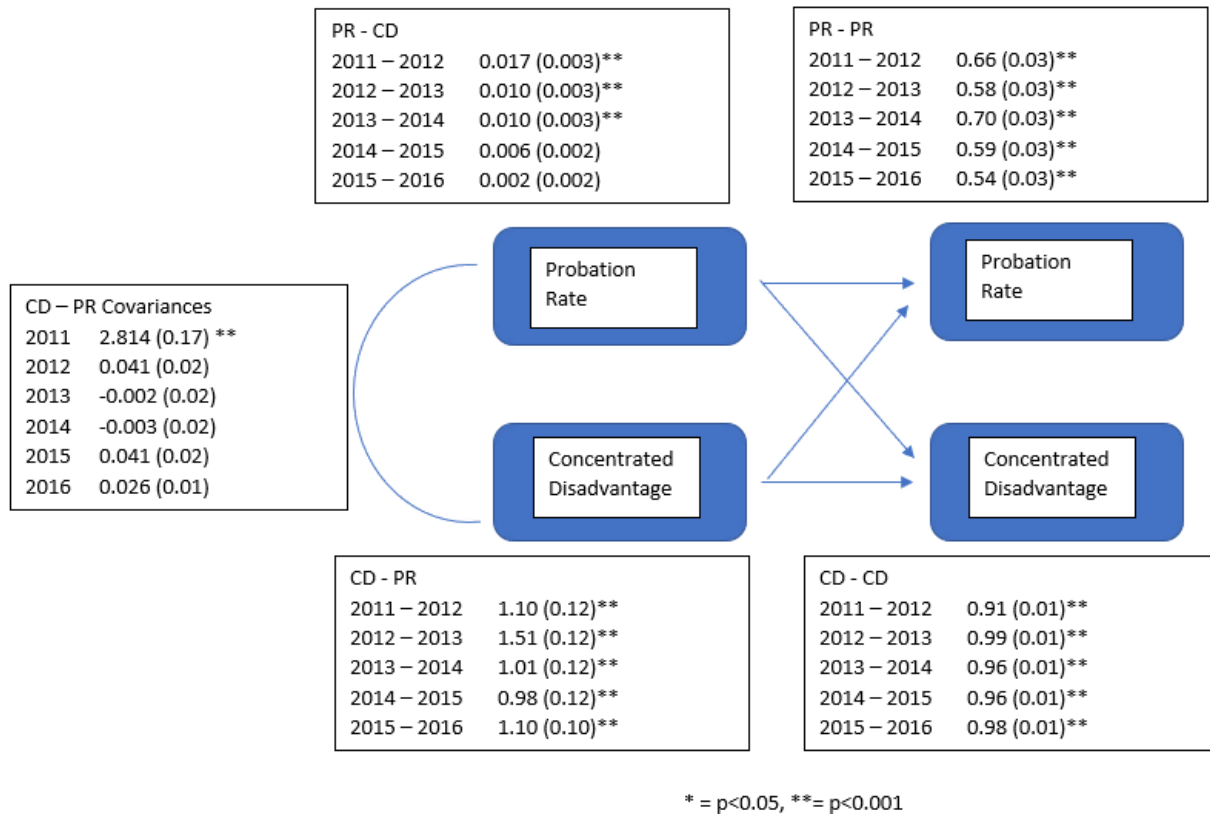 PR - CD
2011 – 2012 0.017 (0.003)**
2012 – 2013 0.010 (0.003)**
2013 – 2014 0.010 (0.003)**
2014 – 2015 0.006 (0.002)
2015 – 2016 0.002 (0.002)
PR - PR
2011 – 2012 0.66 (0.03)**
2012 – 2013 0.58 (0.03)**
2013 – 2014 0.70 (0.03)**
2014 – 2015 0.59 (0.03)**
2015 – 2016 0.54 (0.03)**
CD – PR Covariances
2011 2.814 (0.17) **
2012 0.041 (0.02)
2013 -0.002 (0.02)
2014 -0.003 (0.02)
2015 0.041 (0.02)
2016 0.026 (0.01)
Probation
Rate
Probation
Rate
Concentrated
Disadvantage
Concentrated
Disadvantage
CD - PR
2011 – 2012 1.10 (0.12)**
2012 – 2013 1.51 (0.12)**
2013 – 2014 1.01 (0.12)**
2014 – 2015 0.98 (0.12)**
2015 – 2016 1.10 (0.10)**
CD - CD
2011 – 2012 0.91 (0.01)**
2012 – 2013 0.99 (0.01)**
2013 – 2014 0.96 (0.01)**
2014 – 2015 0.96 (0.01)**
2015 – 2016 0.98 (0.01)**
* = p<0.05, **= p<0.001